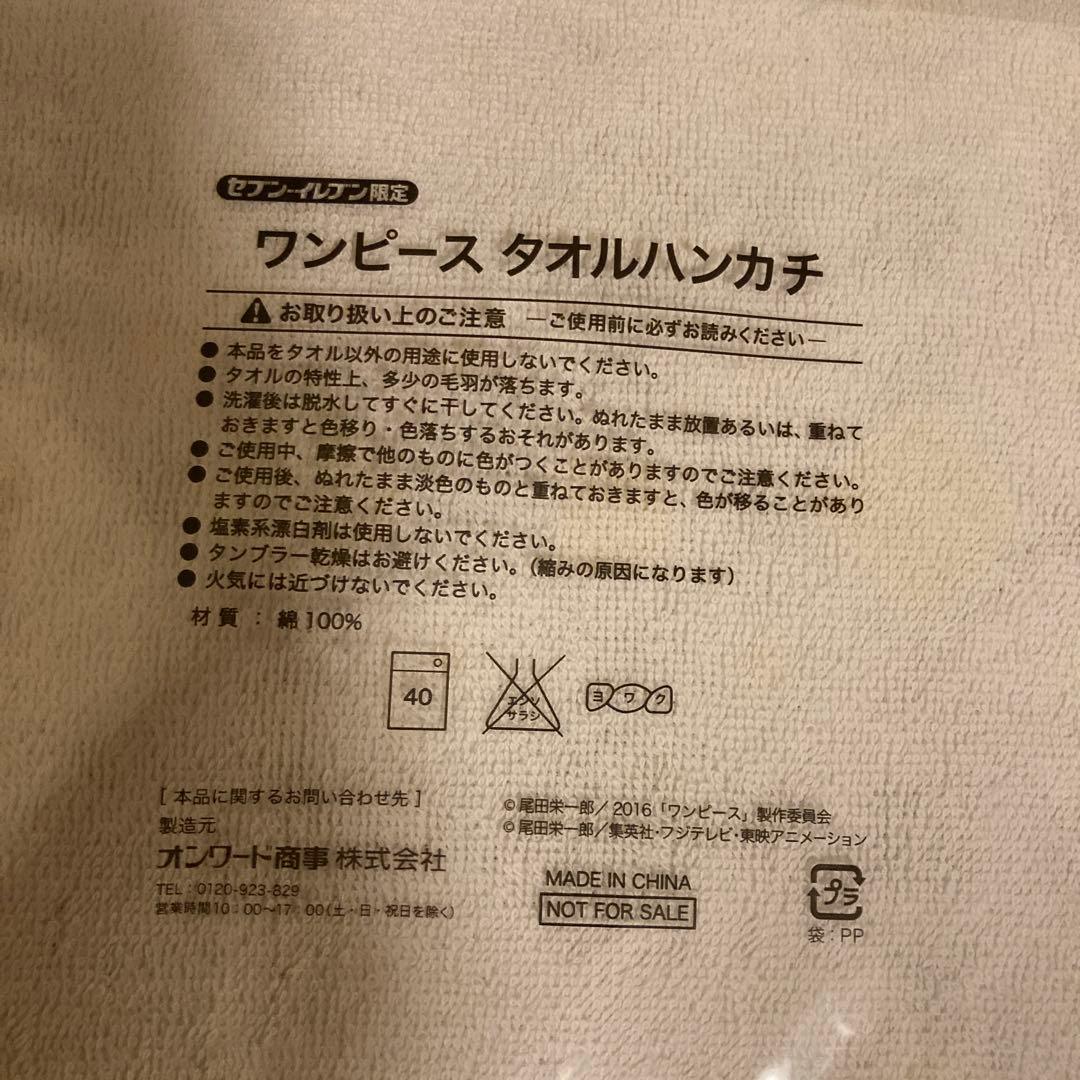 セブン-イレブン限定
ワンピース タオルハンカチ
お取り扱い上のご注意 ―ご使用前に必ずお読みください―
● 本品をタオル以外の用途に使用しないでください。
● タオルの特性上、多少の毛羽が落ちます。
● 洗濯後は脱水してすぐに干してください。ぬれたまま放置あるいは、重ねて
おきますと色移り・色落ちするおそれがあります。
● ご使用中、摩擦で他のものに色がつくことがありますのでご注意ください。
● ご使用後、ぬれたまま淡色のものと重ねておきますと、色が移ることがあり
ますのでご注意ください。
● 塩素系漂白剤は使用しないでください。
● タンブラー乾燥はお避けください。(縮みの原因になります)
● 火気には近づけないでください。
材質：綿100%
40
エンソ
サラシ
ヨワク
[ 本品に関するお問い合わせ先 ]
製造元
オンワード商事 株式会社
TEL：0120-923-829
営業時間10：00～17：00(土・日・祝日を除く)
© 尾田栄一郎／2016「ワンピース」製作委員会
© 尾田栄一郎／集英社・フジテレビ・東映アニメーション
MADE IN CHINA
NOT FOR SALE
プラ
袋：PP